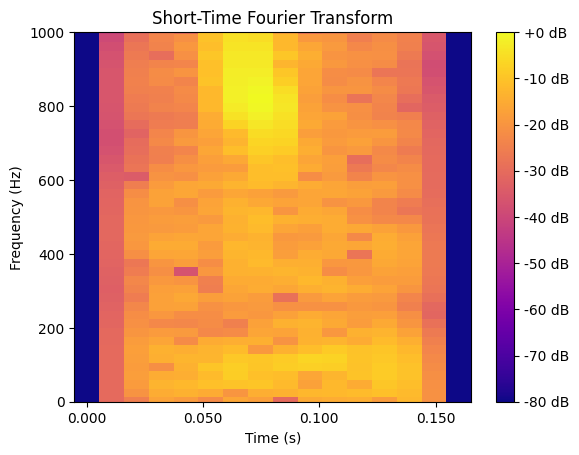 Short-Time Fourier Transform
1000
800
600
400
200
0
Frequency (Hz)
0.000
0.050
0.100
0.150
Time (s)
+0 dB
-10 dB
-20 dB
-30 dB
-40 dB
-50 dB
-60 dB
-70 dB
-80 dB